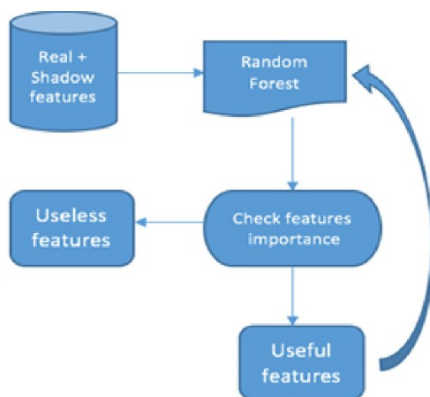 Real +
Shadow
features
Random
Forest
Useless
features
Check features
importance
Useful
features